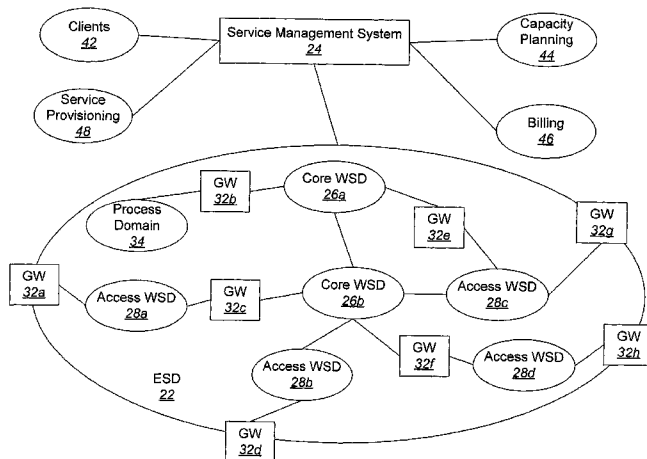 Clients
42
Service Management System
24
Capacity
Planning
44
Service
Provisioning
48
Billing
46
GW
32b
Core WSD
26a
GW
32e
GW
32g
Process
Domain
34
GW
32a
Access WSD
28a
GW
32c
Core WSD
26b
Access WSD
28c
GW
32h
GW
32f
Access WSD
28d
Access WSD
28b
ESD
22
GW
32d